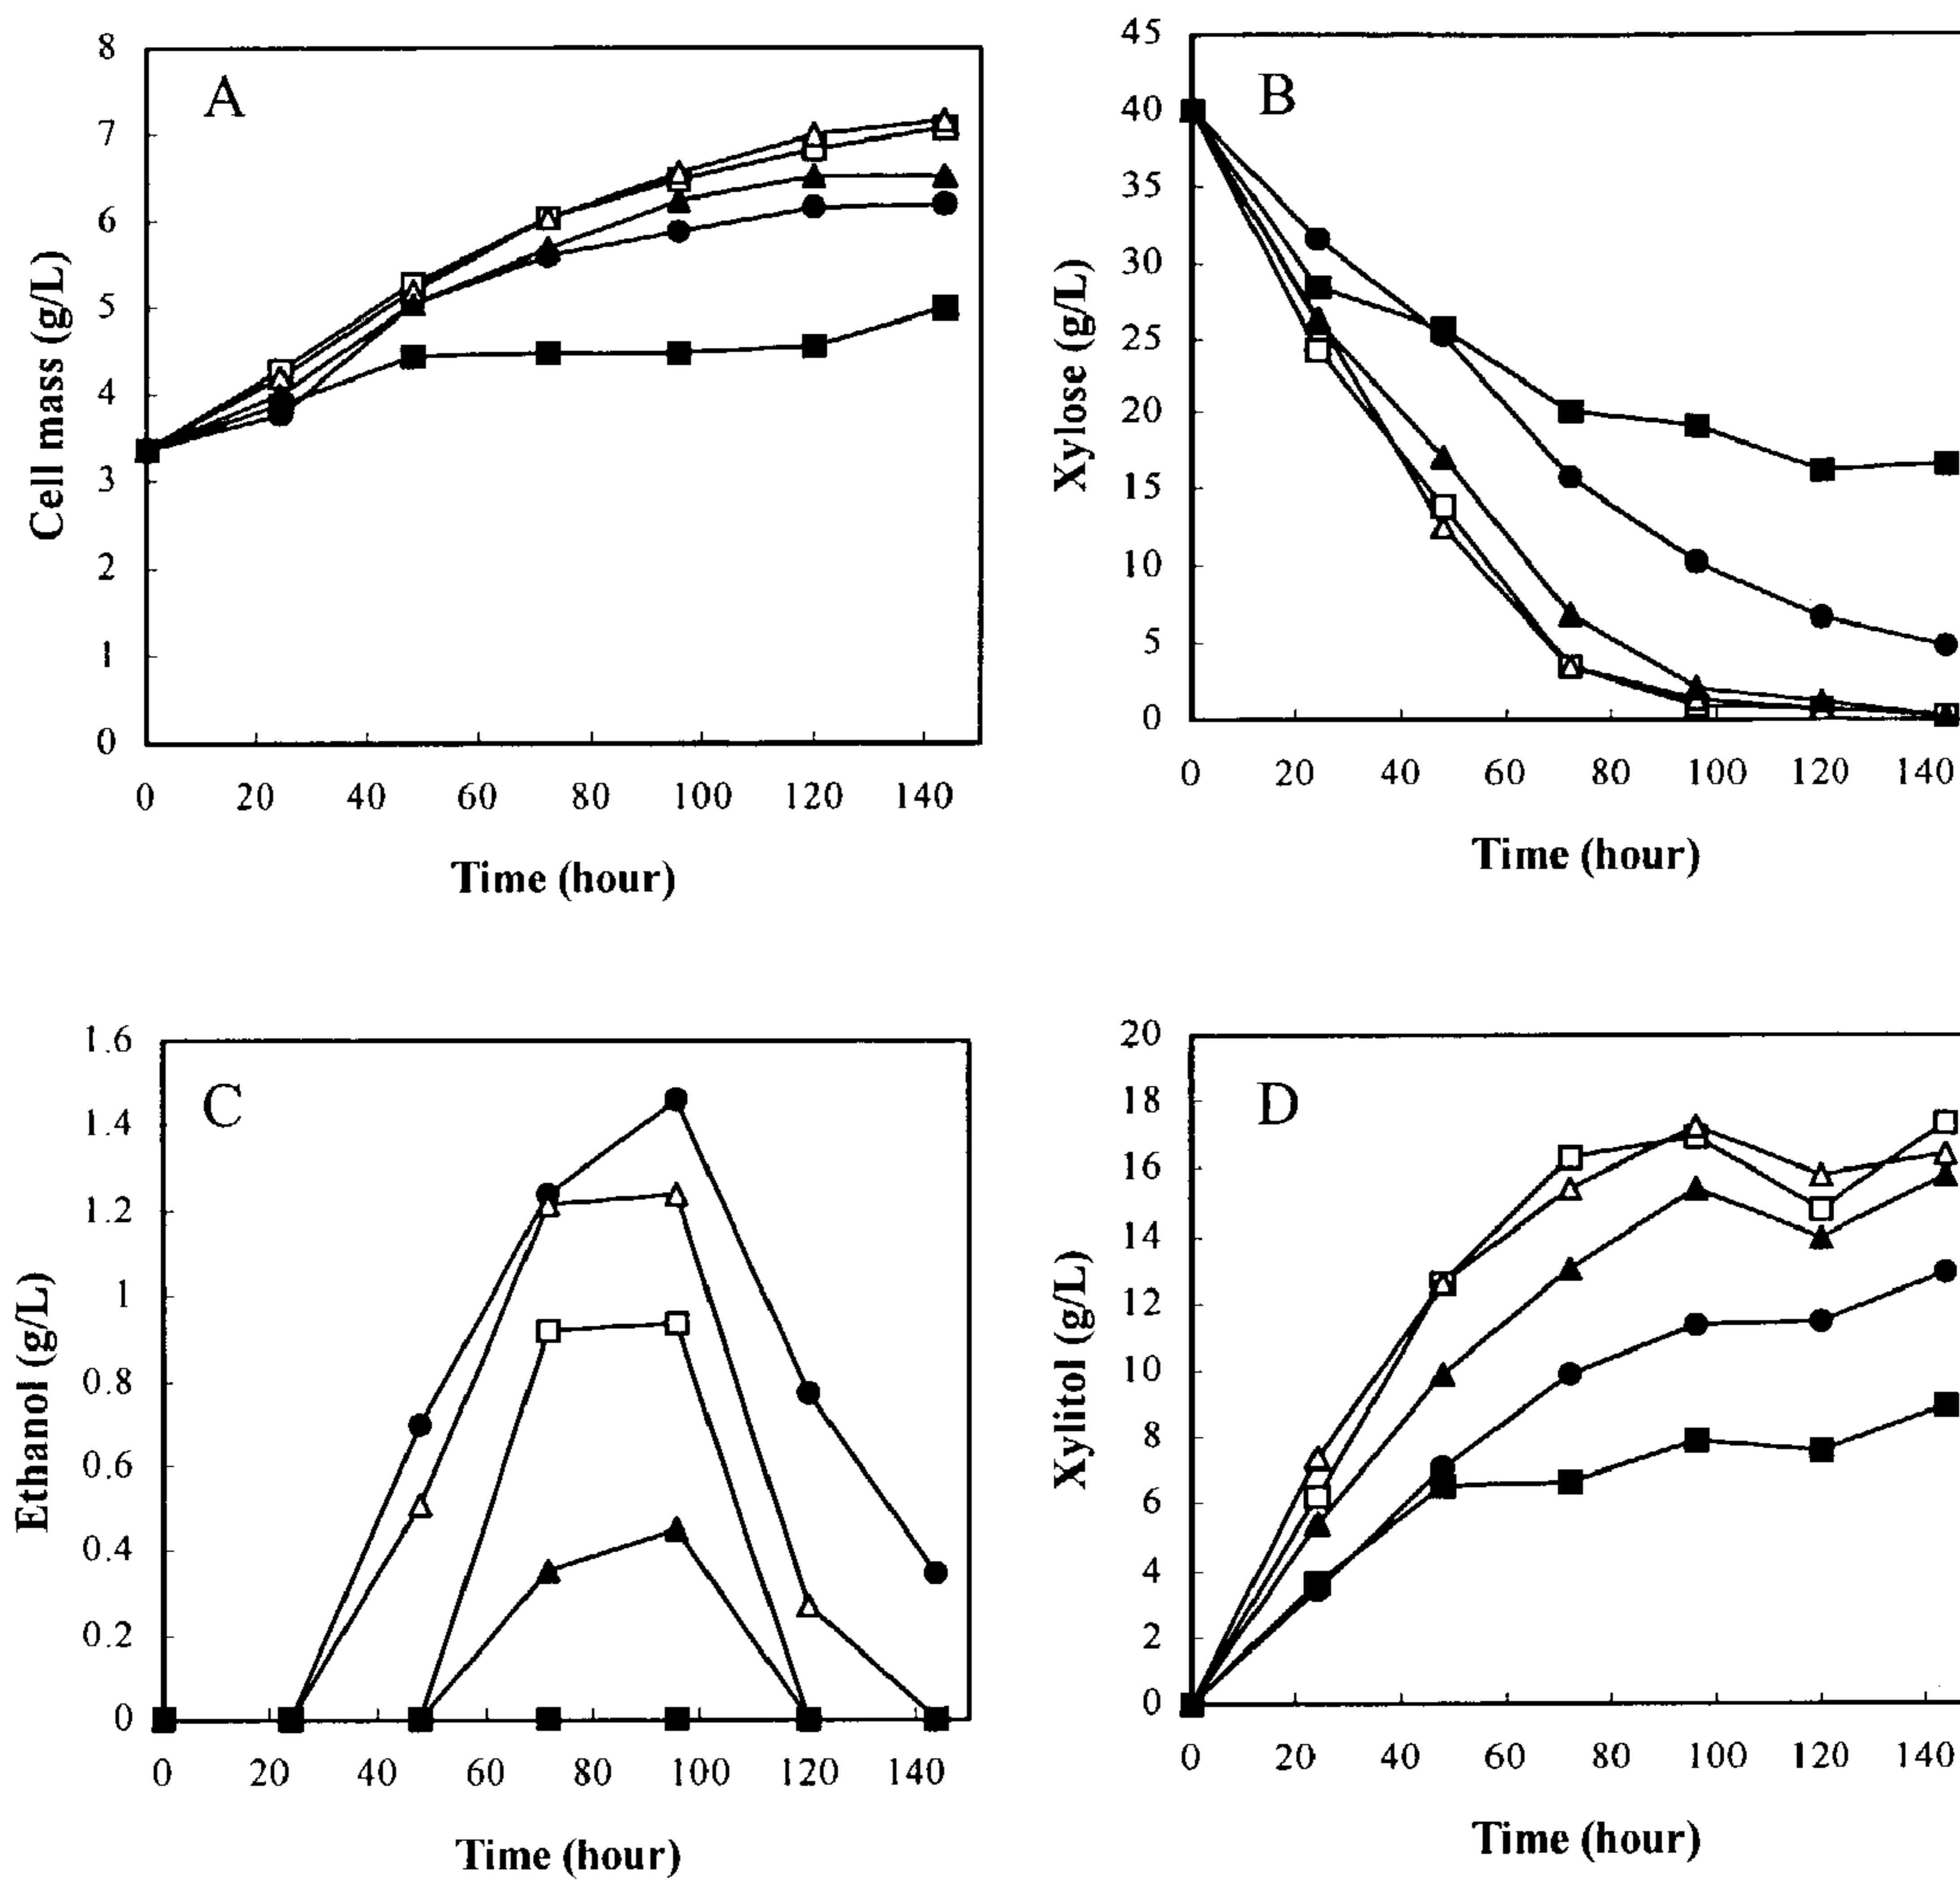 A
Cell mass (g/L)
8
7
6
5
4
3
2
1
0
0 20 40 60 80 100 120 140
Time (hour)
B
Xylose (g/L)
45
40
35
30
25
20
15
10
5
0
0 20 40 60 80 100 120 140
Time (hour)
C
Ethanol (g/L)
1.6
1.4
1.2
1
0.8
0.6
0.4
0.2
0
0 20 40 60 80 100 120 140
Time (hour)
D
Xylitol (g/L)
20
18
16
14
12
10
8
6
4
2
0
0 20 40 60 80 100 120 140
Time (hour)